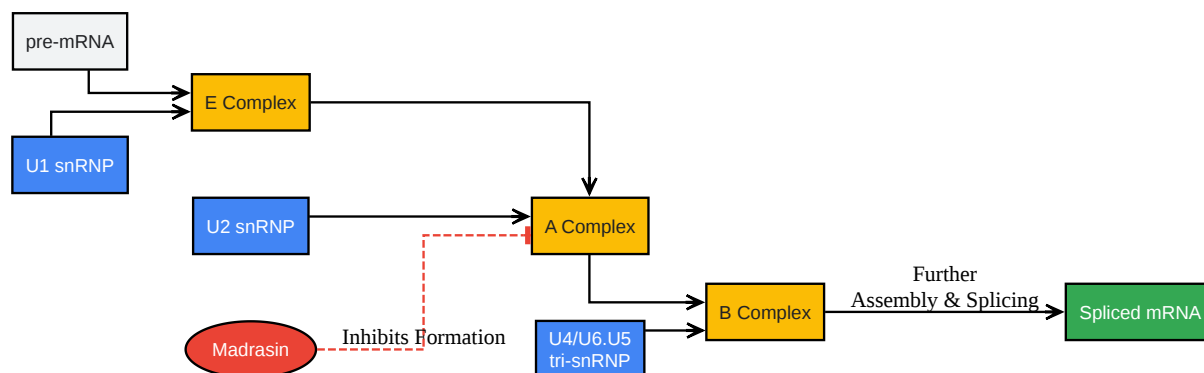 pre-mRNA
E Complex
U1 snRNP
U2 snRNP
A Complex
Further
Assembly & Splicing
B Complex
Spliced mRNA
Madrasin
Inhibits Formation
U4/U6.U5
tri-snRNP